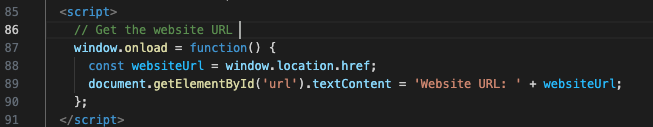 85 <script>
86 // Get the website URL
87 window.onload = function() {
88 const websiteUrl = window.location.href;
89 document.getElementById('url').textContent = 'Website URL: ' + websiteUrl;
90 };
91 </script>